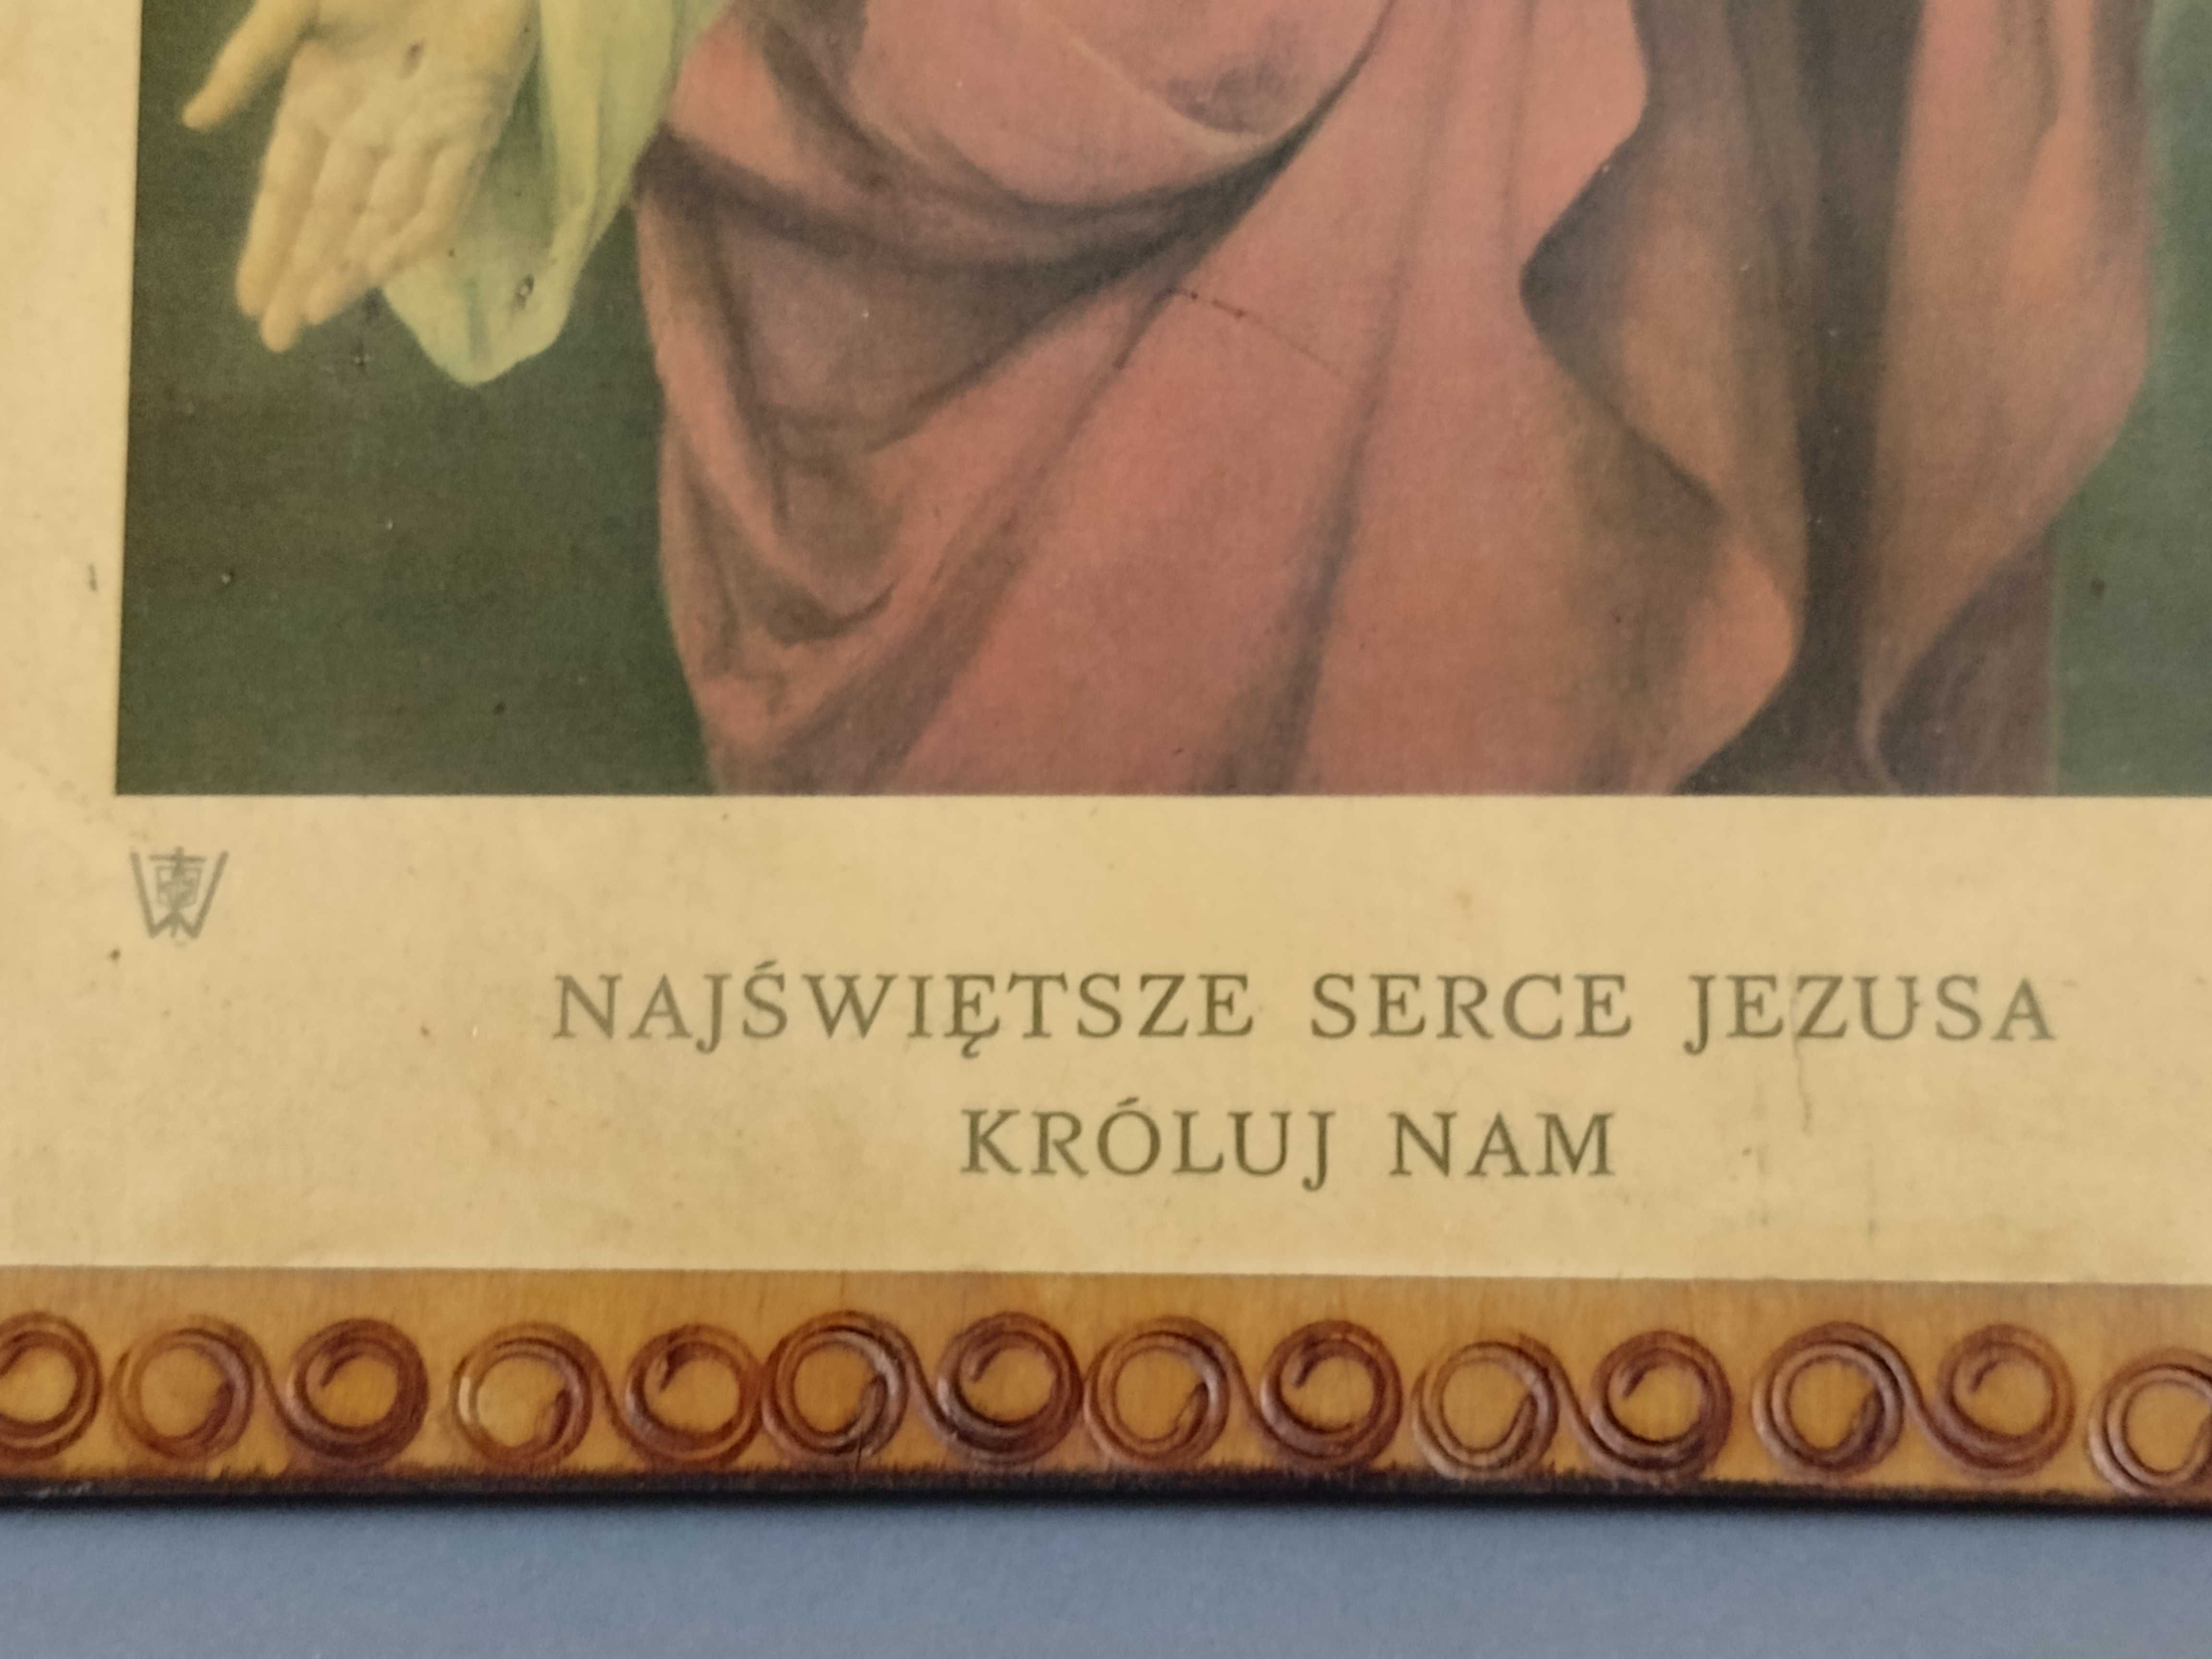 NAJŚWIĘTSZE SERCE JEZUSA
KRÓLUJ NAM